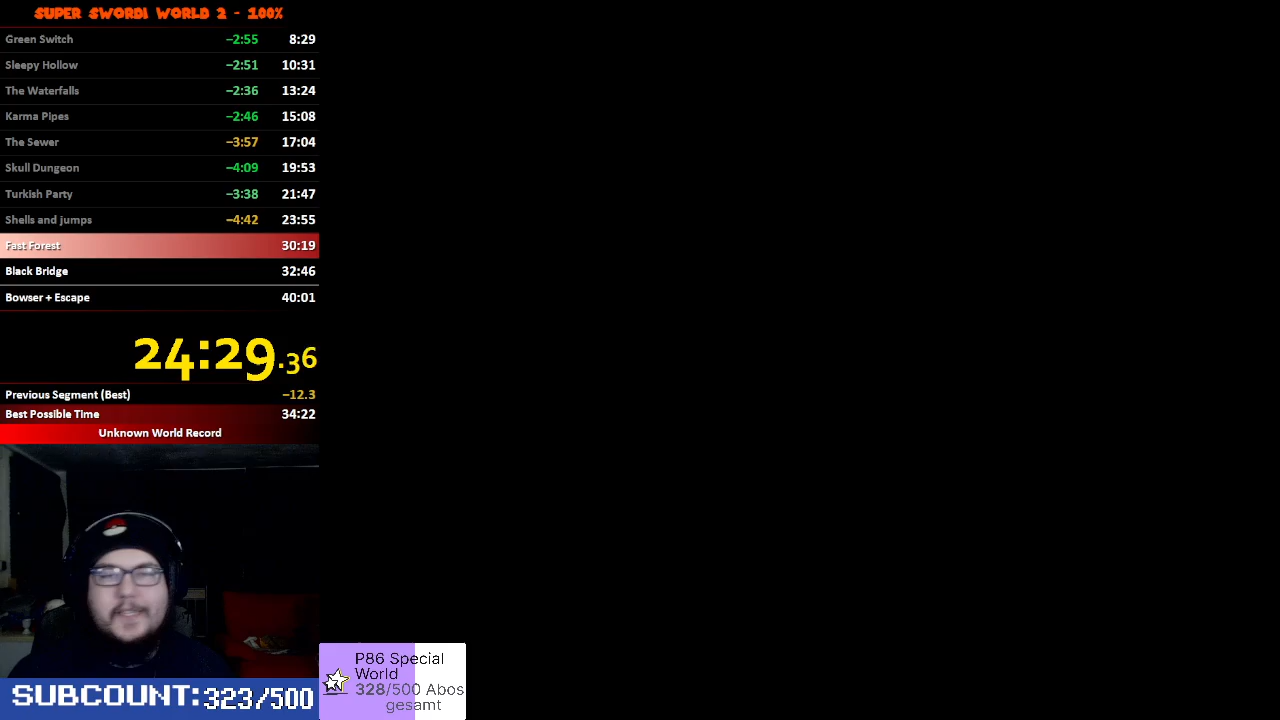 SUPER SWORDI WORLD 2 - 100%
Green Switch −2:55 8:29
Sleepy Hollow −2:51 10:31
The Waterfalls −2:36 13:24
Karma Pipes −2:46 15:08
The Sewer −3:57 17:04
Skull Dungeon −4:09 19:53
Turkish Party −3:38 21:47
Shells and jumps −4:42 23:55
Fast Forest 30:19
Black Bridge 32:46
Bowser + Escape 40:01
24:29.36
Previous Segment (Best) −12.3
Best Possible Time 34:22
Unknown World Record
P86 Special
World
328/500 Abos
gesamt
SUBCOUNT: 323/500